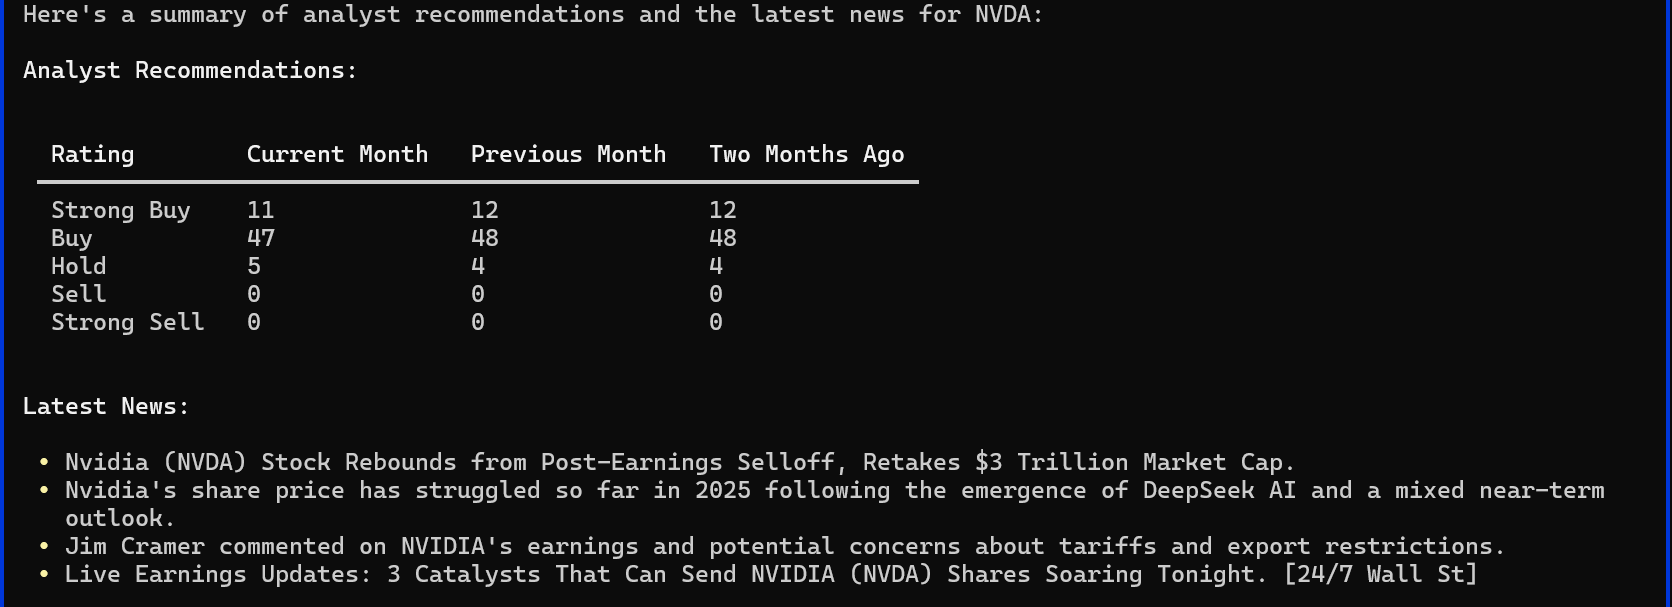 Here's a summary of analyst recommendations and the latest news for NVDA:
Analyst Recommendations:
Rating Current Month Previous Month Two Months Ago
Strong Buy 11 12 12
Buy 47 48 48
Hold 5 4 4
Sell 0 0 0
Strong Sell 0 0 0
Latest News:
• Nvidia (NVDA) Stock Rebounds from Post-Earnings Selloff, Retakes $3 Trillion Market Cap.
• Nvidia's share price has struggled so far in 2025 following the emergence of DeepSeek AI and a mixed near-term
outlook.
• Jim Cramer commented on NVIDIA's earnings and potential concerns about tariffs and export restrictions.
• Live Earnings Updates: 3 Catalysts That Can Send NVIDIA (NVDA) Shares Soaring Tonight. [24/7 Wall St]